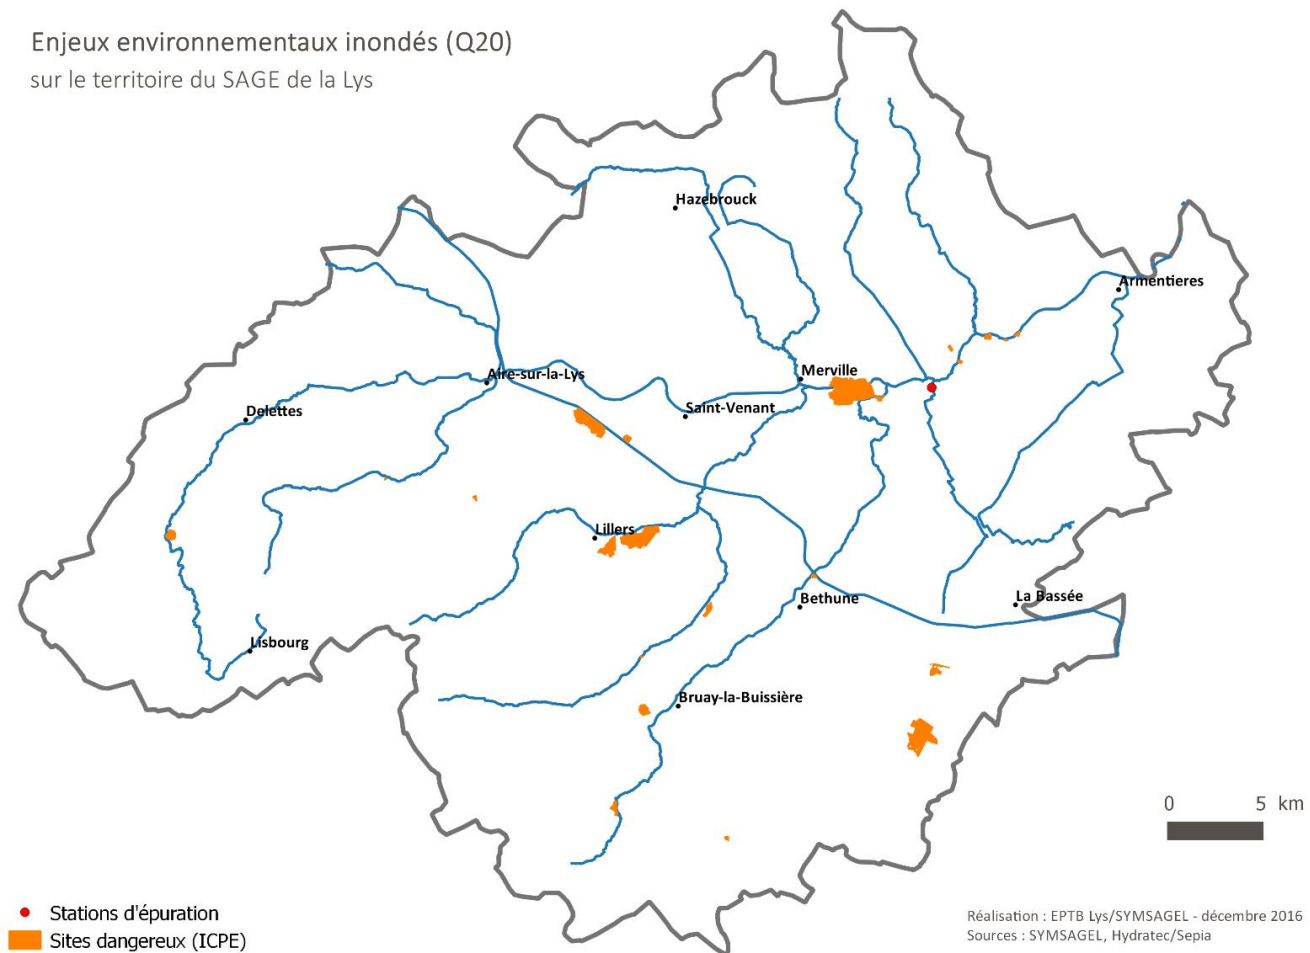 Enjeux environnementaux inondés (Q20)
sur le territoire du SAGE de la Lys
Hazebrouck
Armentieres
Merville
Aire-sur-la-Lys
Saint-Venant
Delettes
Lillers
La Bassée
Bethune
Lisbourg
Bruay-la-Buissière
0 5 km
Stations d'épuration
Sites dangereux (ICPE)
Réalisation : EPTB Lys/SYMSAGEL - décembre 2016
Sources : SYMSAGEL, Hydratec/Sepia